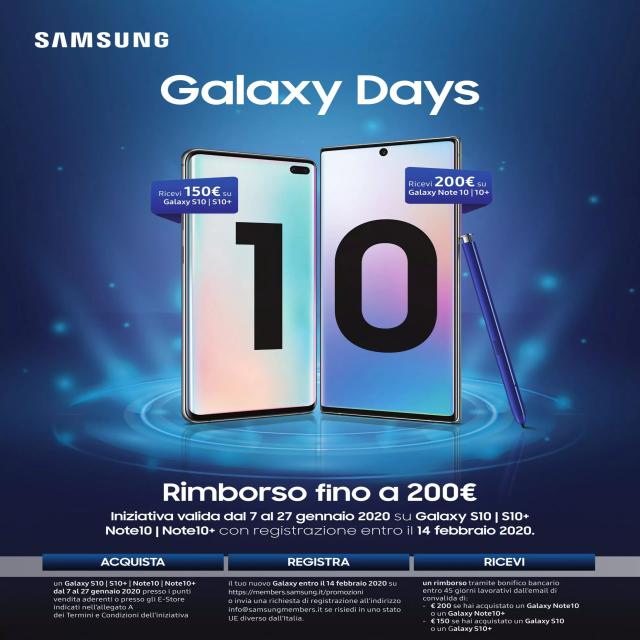 SAMSUNG
Galaxy Days
Ricevi 150€ su
Galaxy S10 | S10+
Ricevi 200€ su
Galaxy Note 10 | 10+
10
Rimborso fino a 200€
Iniziativa valida dal 7 al 27 gennaio 2020 su Galaxy S10 | S10+
Note10 | Note10+ con registrazione entro il 14 febbraio 2020.
ACQUISTA
un Galaxy S10 | S10+ | Note10 | Note10+
dal 7 al 27 gennaio 2020 presso i punti
vendita aderenti o presso gli E-Store
indicati nell'allegato A
dei Termini e Condizioni dell'iniziativa
REGISTRA
il tuo nuovo Galaxy entro il 14 febbraio 2020 su
https://members.samsung.it/promozioni
o invia una richiesta di registrazione all'indirizzo
info@samsungmembers.it se risiedi in uno stato
UE diverso dall'Italia.
RICEVI
un rimborso tramite bonifico bancario
entro 45 giorni lavorativi dall'email di
convalida di:
- € 200 se hai acquistato un Galaxy Note10
o un Galaxy Note10+
- € 150 se hai acquistato un Galaxy S10
o un Galaxy S10+